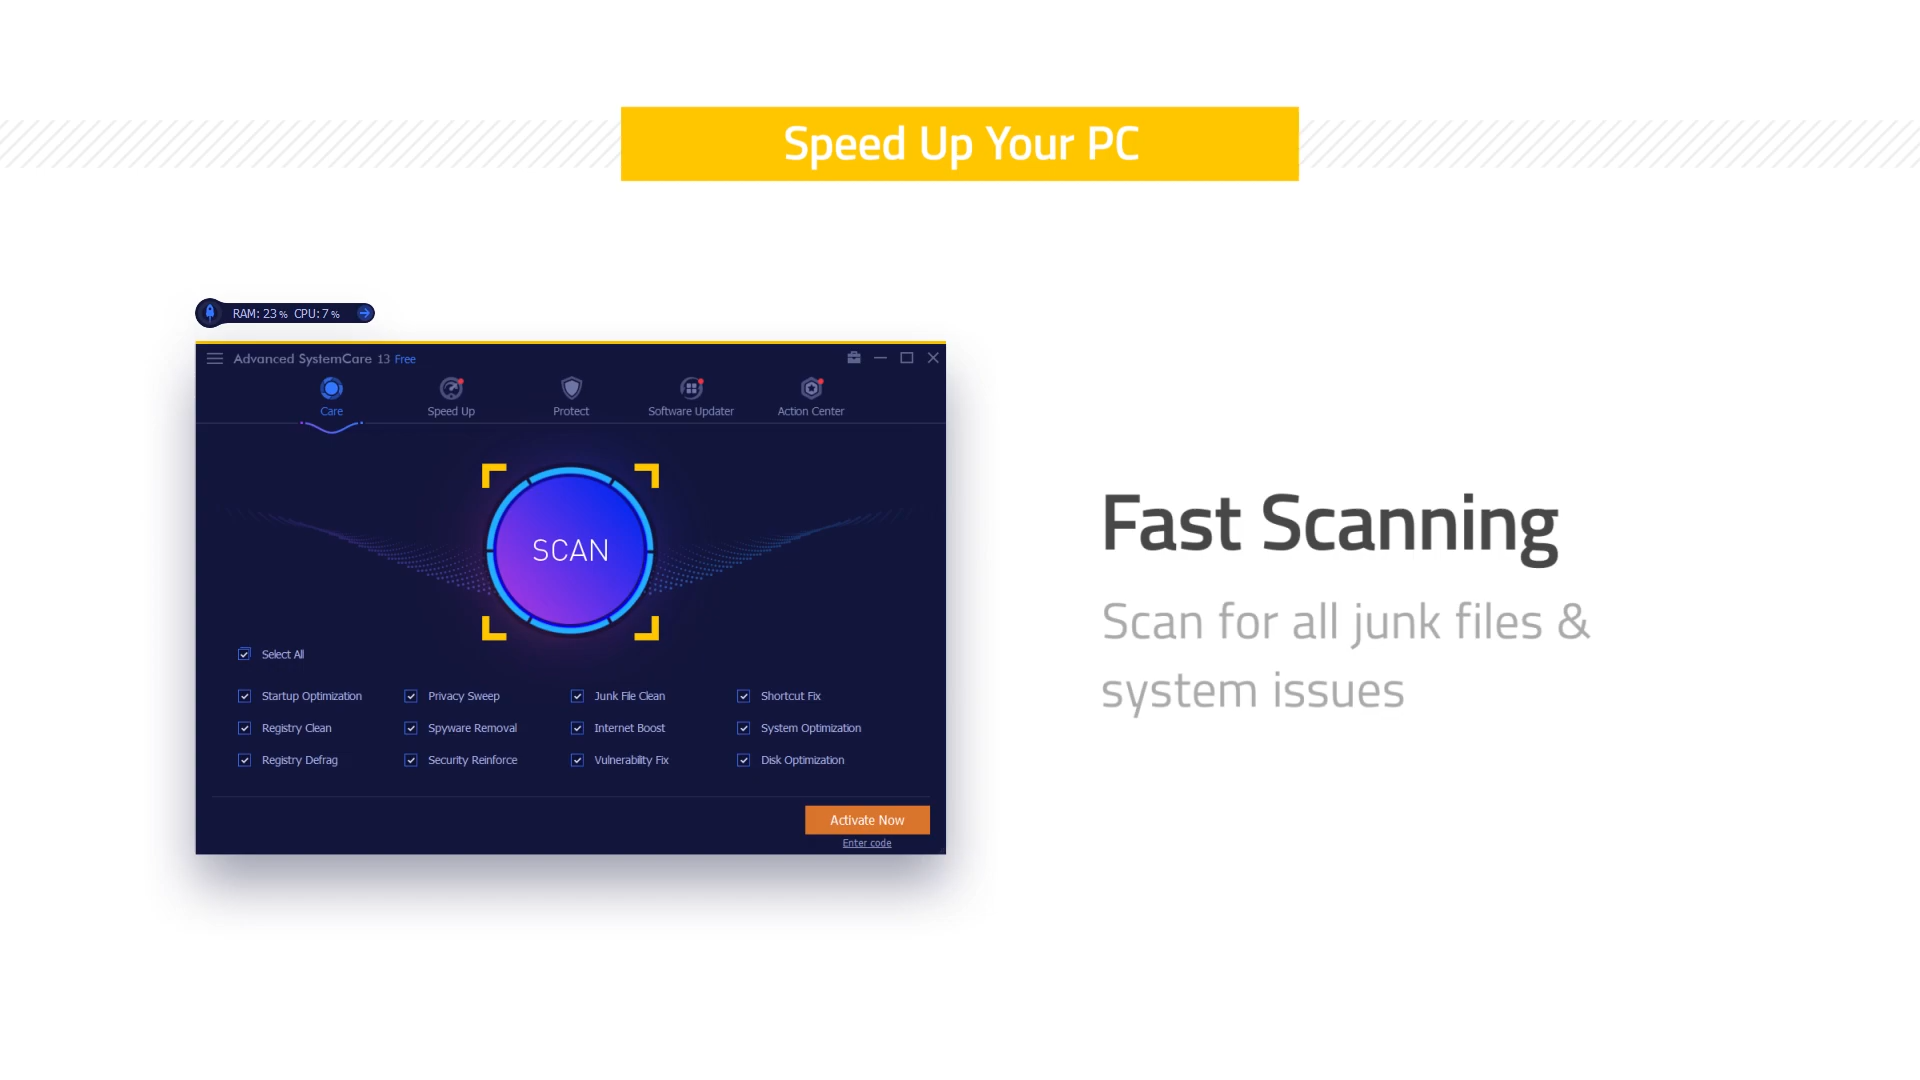 Speed Up Your PC
RAM: 23 % CPU: 7 %
Advanced SystemCare 13 Free
Care
Speed Up
Protect
Software Updater
Action Center
SCAN
Select All
Startup Optimization
Privacy Sweep
Junk File Clean
Shortcut Fix
Registry Clean
Spyware Removal
Internet Boost
System Optimization
Registry Defrag
Security Reinforce
Vulnerability Fix
Disk Optimization
Activate Now
Enter code
Fast Scanning
Scan for all junk files &
system issues